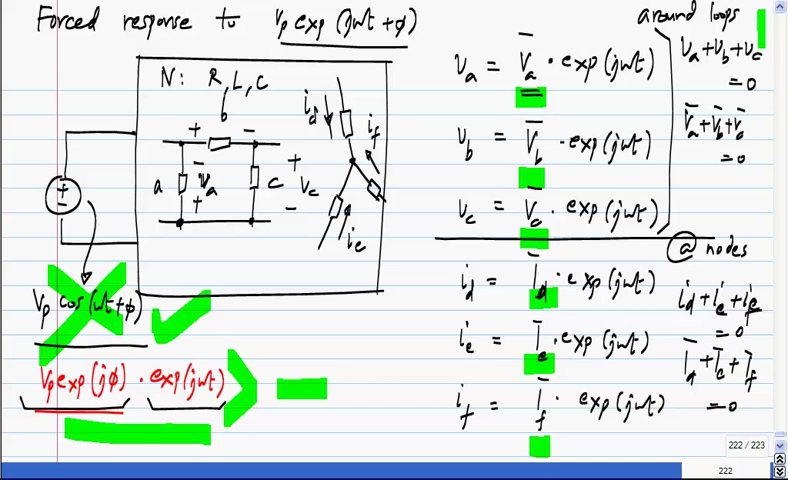 Forced response to Vp exp(jωt+φ)
around loops
N: R, L, C
b
+ −
a
−
va
+
c
+
vc
−
id
if
ie
+
−
Vp cos(ωt+φ)
Vp exp(jφ) · exp(jωt)
va = V̄a · exp(jωt)
vb = V̄b · exp(jωt)
vc = V̄c · exp(jωt)
va + vb + vc
= 0
V̄a + V̄b + V̄c
= 0
@ nodes
id = Īd · exp(jωt)
ie = Īe · exp(jωt)
if = Īf · exp(jωt)
id + ie + if
= 0
Īd + Īe + Īf
= 0
222 / 223
222